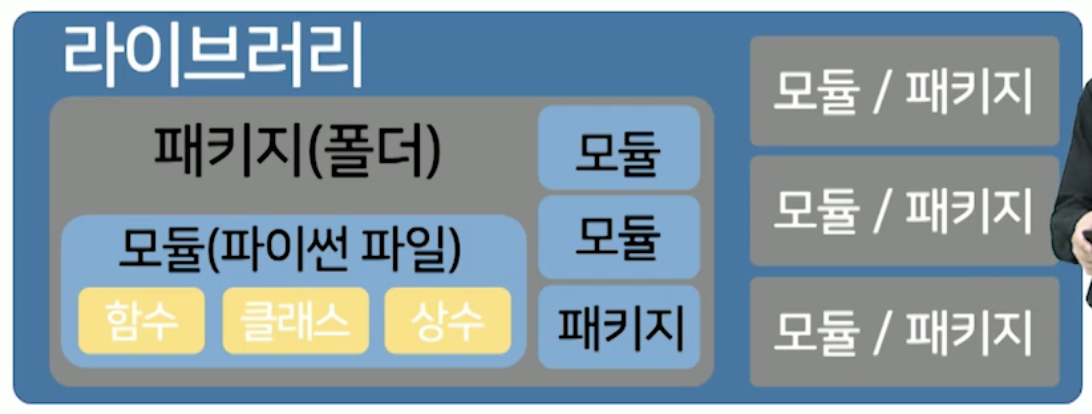 라이브러리
패키지(폴더)
모듈(파이썬 파일)
함수
클래스
상수
모듈
모듈
패키지
모듈 / 패키지
모듈 / 패키지
모듈 / 패키지